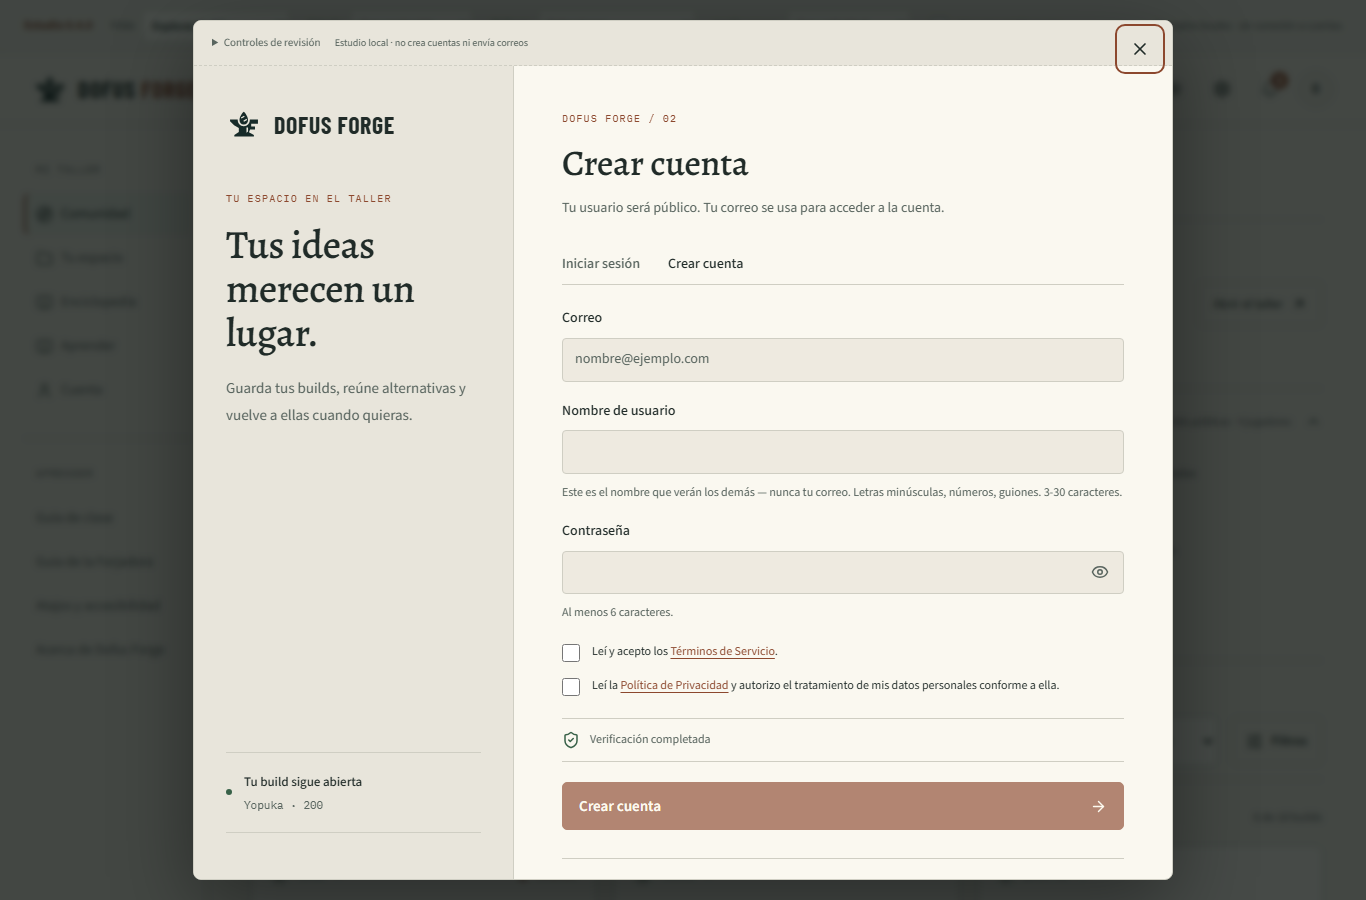 Controles de revisión
Estudio local · no crea cuentas ni envía correos
DOFUS FORGE
TU ESPACIO EN EL TALLER
Tus ideas
merecen un
lugar.
Guarda tus builds, reúne alternativas y
vuelve a ellas cuando quieras.
Tu build sigue abierta
Yopuka · 200
DOFUS FORGE / 02
Crear cuenta
Tu usuario será público. Tu correo se usa para acceder a la cuenta.
Iniciar sesión
Crear cuenta
Correo
nombre@ejemplo.com
Nombre de usuario
Este es el nombre que verán los demás — nunca tu correo. Letras minúsculas, números, guiones. 3-30 caracteres.
Contraseña
Al menos 6 caracteres.
Leí y acepto los Términos de Servicio.
Leí la Política de Privacidad y autorizo el tratamiento de mis datos personales conforme a ella.
Verificación completada
Crear cuenta